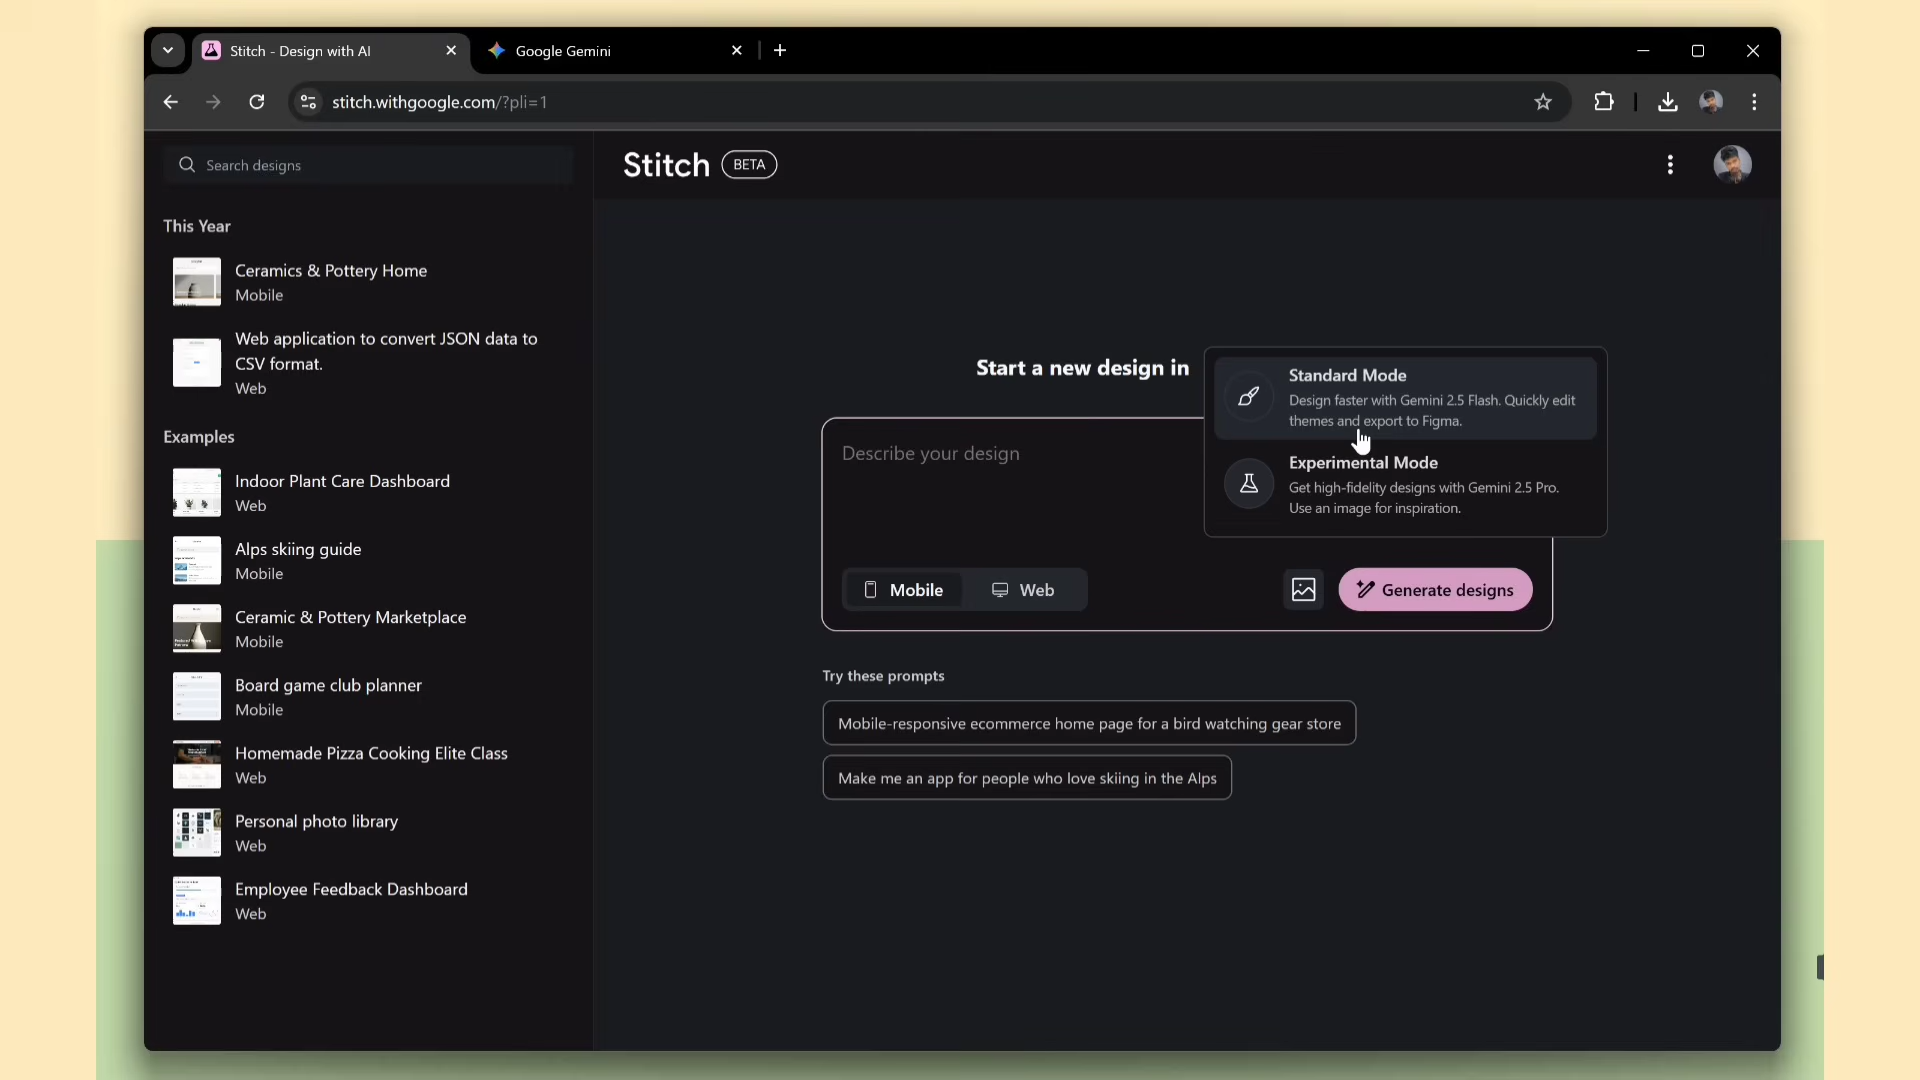 Stitch - Design with AI
Google Gemini
stitch.withgoogle.com/?pli=1
Search designs
This Year
Ceramics & Pottery Home
Mobile
Web application to convert JSON data to
CSV format.
Web
Examples
Indoor Plant Care Dashboard
Web
Alps skiing guide
Mobile
Ceramic & Pottery Marketplace
Mobile
Board game club planner
Mobile
Homemade Pizza Cooking Elite Class
Web
Personal photo library
Web
Employee Feedback Dashboard
Web
Stitch BETA
Start a new design in
Standard Mode
Design faster with Gemini 2.5 Flash. Quickly edit
themes and export to Figma.
Experimental Mode
Get high-fidelity designs with Gemini 2.5 Pro.
Use an image for inspiration.
Describe your design
Mobile
Web
Generate designs
Try these prompts
Mobile-responsive ecommerce home page for a bird watching gear store
Make me an app for people who love skiing in the Alps